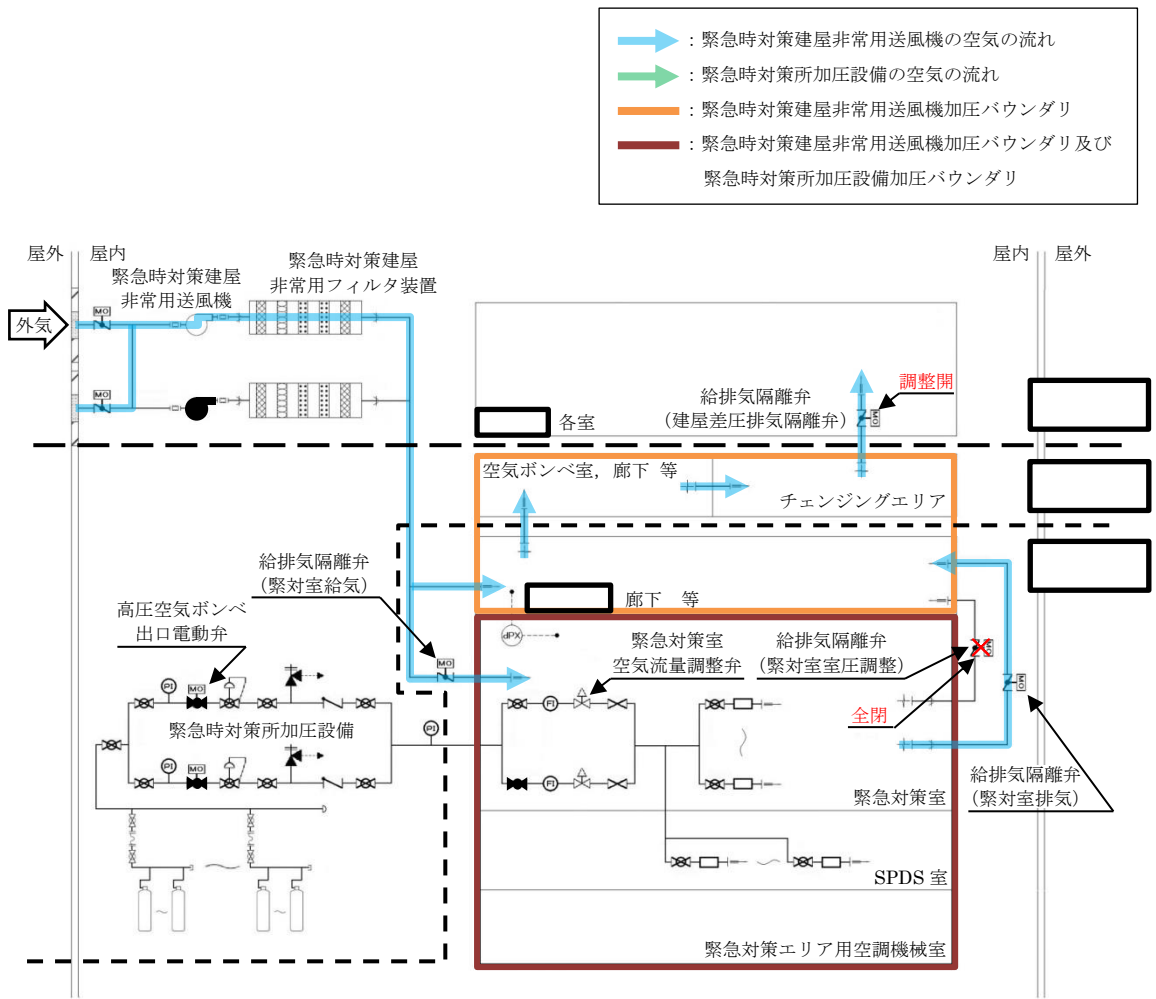 ：緊急時対策建屋非常用送風機の空気の流れ
：緊急時対策所加圧設備の空気の流れ
：緊急時対策建屋非常用送風機加圧バウンダリ
：緊急時対策建屋非常用送風機加圧バウンダリ及び
緊急時対策所加圧設備加圧バウンダリ
屋外
屋内
緊急時対策建屋
非常用送風機
緊急時対策建屋
非常用フィルタ装置
屋内
屋外
外気
MO
MO
給排気隔離弁
（建屋差圧排気隔離弁）
調整開
MO
各室
空気ボンベ室，廊下 等
チェンジングエリア
給排気隔離弁
（緊対室給気）
廊下　等
高圧空気ボンベ
出口電動弁
dPX
緊急対策室
空気流量調整弁
給排気隔離弁
（緊対室室圧調整）
MO
MO
MO
全閉
PI
MO
FI
緊急時対策所加圧設備
PI
PI
MO
FI
給排気隔離弁
（緊対室排気）
緊急対策室
SPDS 室
緊急対策エリア用空調機械室